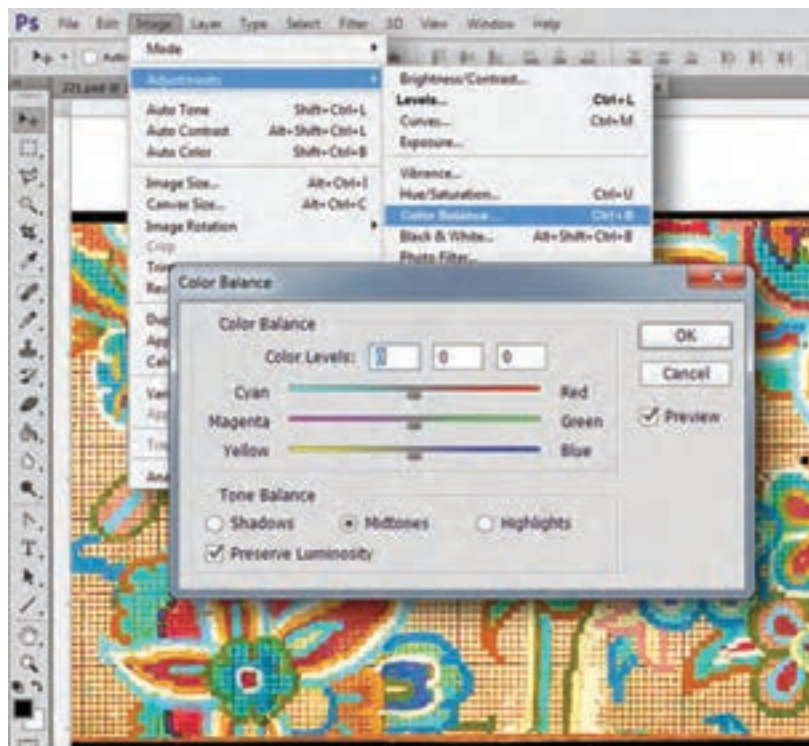 Ps File Edit Image Layer Type Select Filter 3D View Window Help
Mode
Adjustments
Auto Tone Shift+Ctrl+L
Auto Contrast Alt+Shift+Ctrl+L
Auto Color Shift+Ctrl+B
Image Size... Alt+Ctrl+I
Canvas Size... Alt+Ctrl+C
Image Rotation
Crop
Brightness/Contrast...
Levels... Ctrl+L
Curves... Ctrl+M
Exposure...
Vibrance...
Hue/Saturation... Ctrl+U
Color Balance... Ctrl+B
Black & White... Alt+Shift+Ctrl+B
Photo Filter...
Color Balance
Color Balance
Color Levels: 0 0 0
Cyan Red
Magenta Green
Yellow Blue
Tone Balance
Shadows Midtones Highlights
Preserve Luminosity
OK
Cancel
Preview